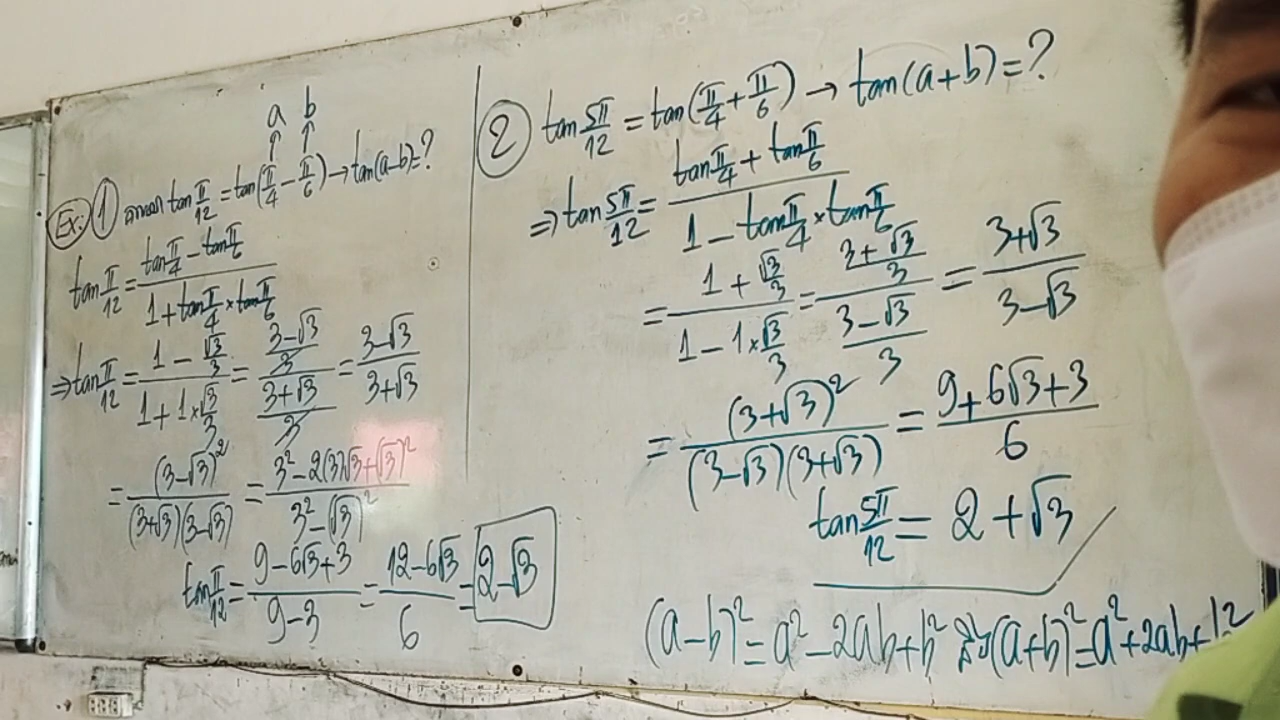 a b
Ex: ① គណនា tan π/12 = tan(π/4 - π/6) → tan(a-b)=?
tan π/12 = (tan π/4 - tan π/6)/(1 + tan π/4 × tan π/6)
⇒ tan π/12 = (1 - √3/3)/(1 + 1×√3/3) = ((3-√3)/3)/((3+√3)/3) = (3-√3)/(3+√3)
= (3-√3)²/((3+√3)(3-√3)) = (3² - 2(3)√3 + (√3)²)/(3² - (√3)²)
tan π/12 = (9 - 6√3 + 3)/(9-3) = (12 - 6√3)/6 = 2-√3
② tan 5π/12 = tan(π/4 + π/6) → tan(a+b) = ?
⇒ tan 5π/12 = (tan π/4 + tan π/6)/(1 - tan π/4 × tan π/6)
= (1 + √3/3)/(1 - 1×√3/3) = ((3+√3)/3)/((3-√3)/3) = (3+√3)/(3-√3)
= (3+√3)²/((3-√3)(3+√3)) = (9 + 6√3 + 3)/6
tan 5π/12 = 2 + √3
(a-b)² = a² - 2ab + b² និង (a+b)² = a² + 2ab + b²